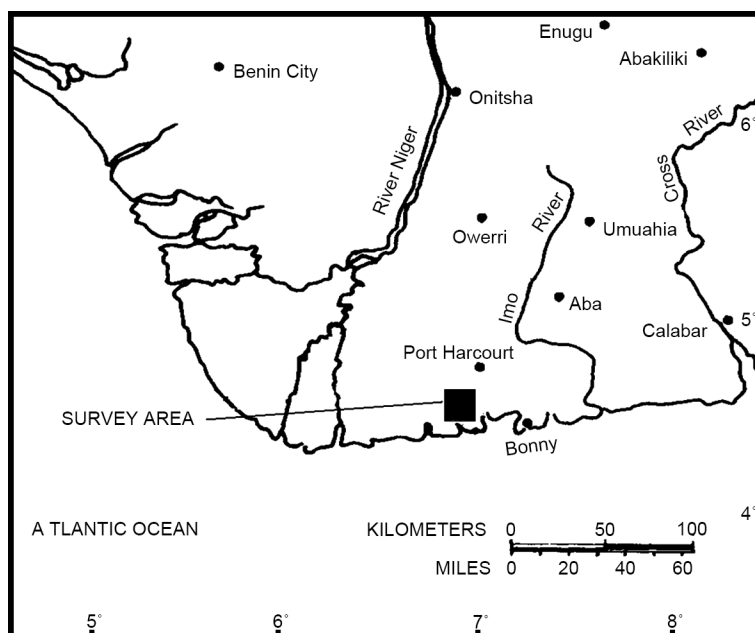 Enugu
Abakiliki
Benin City
Onitsha
River
6°
Cross
River Niger
River
Owerri
Umuahia
Imo
Aba
5°
Calabar
Port Harcourt
SURVEY AREA
Bonny
4°
A TLANTIC OCEAN
KILOMETERS 0 50 100
MILES 0 20 40 60
5° 6° 7° 8°